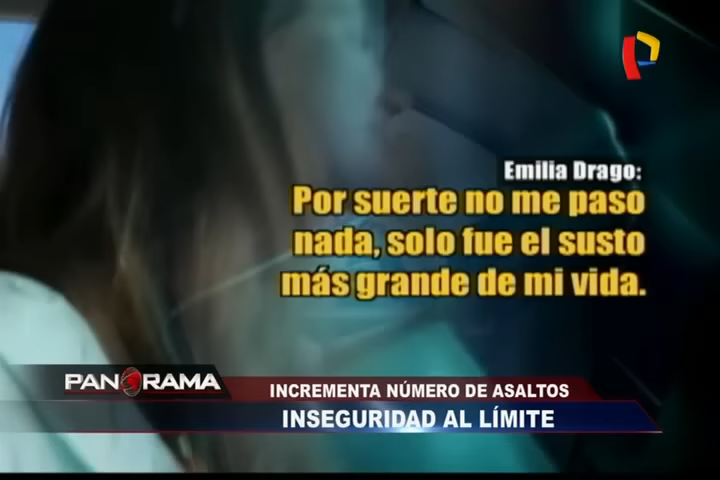 Emilia Drago:
Por suerte no me paso
nada, solo fue el susto
más grande de mi vida.
PANORAMA
INCREMENTA NÚMERO DE ASALTOS
INSEGURIDAD AL LÍMITE